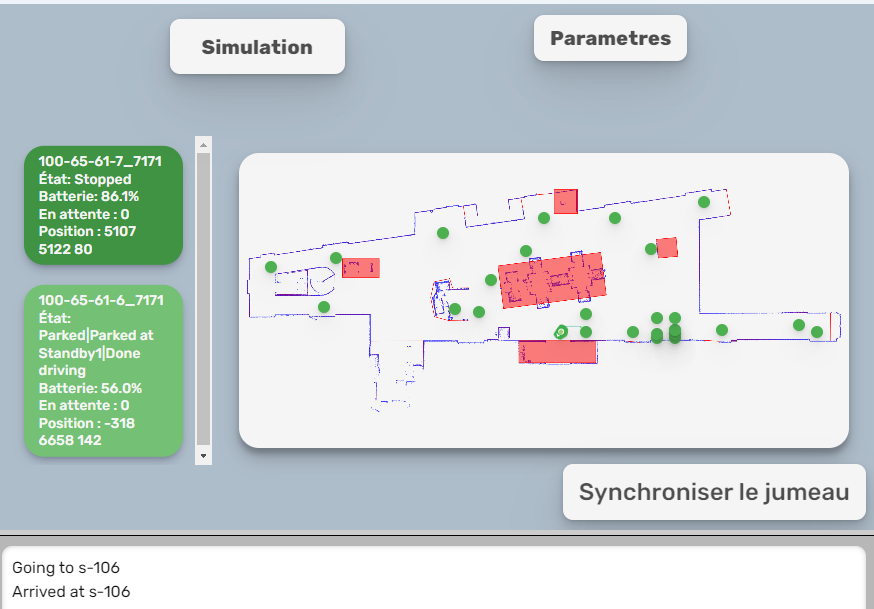 Simulation
Parametres
100-65-61-7_7171
État: Stopped
Batterie: 86.1%
En attente : 0
Position : 5107
5122 80
100-65-61-6_7171
État:
Parked|Parked at
Standby1|Done
driving
Batterie: 56.0%
En attente : 0
Position : -318
6658 142
Synchroniser le jumeau
Going to s-106
Arrived at s-106